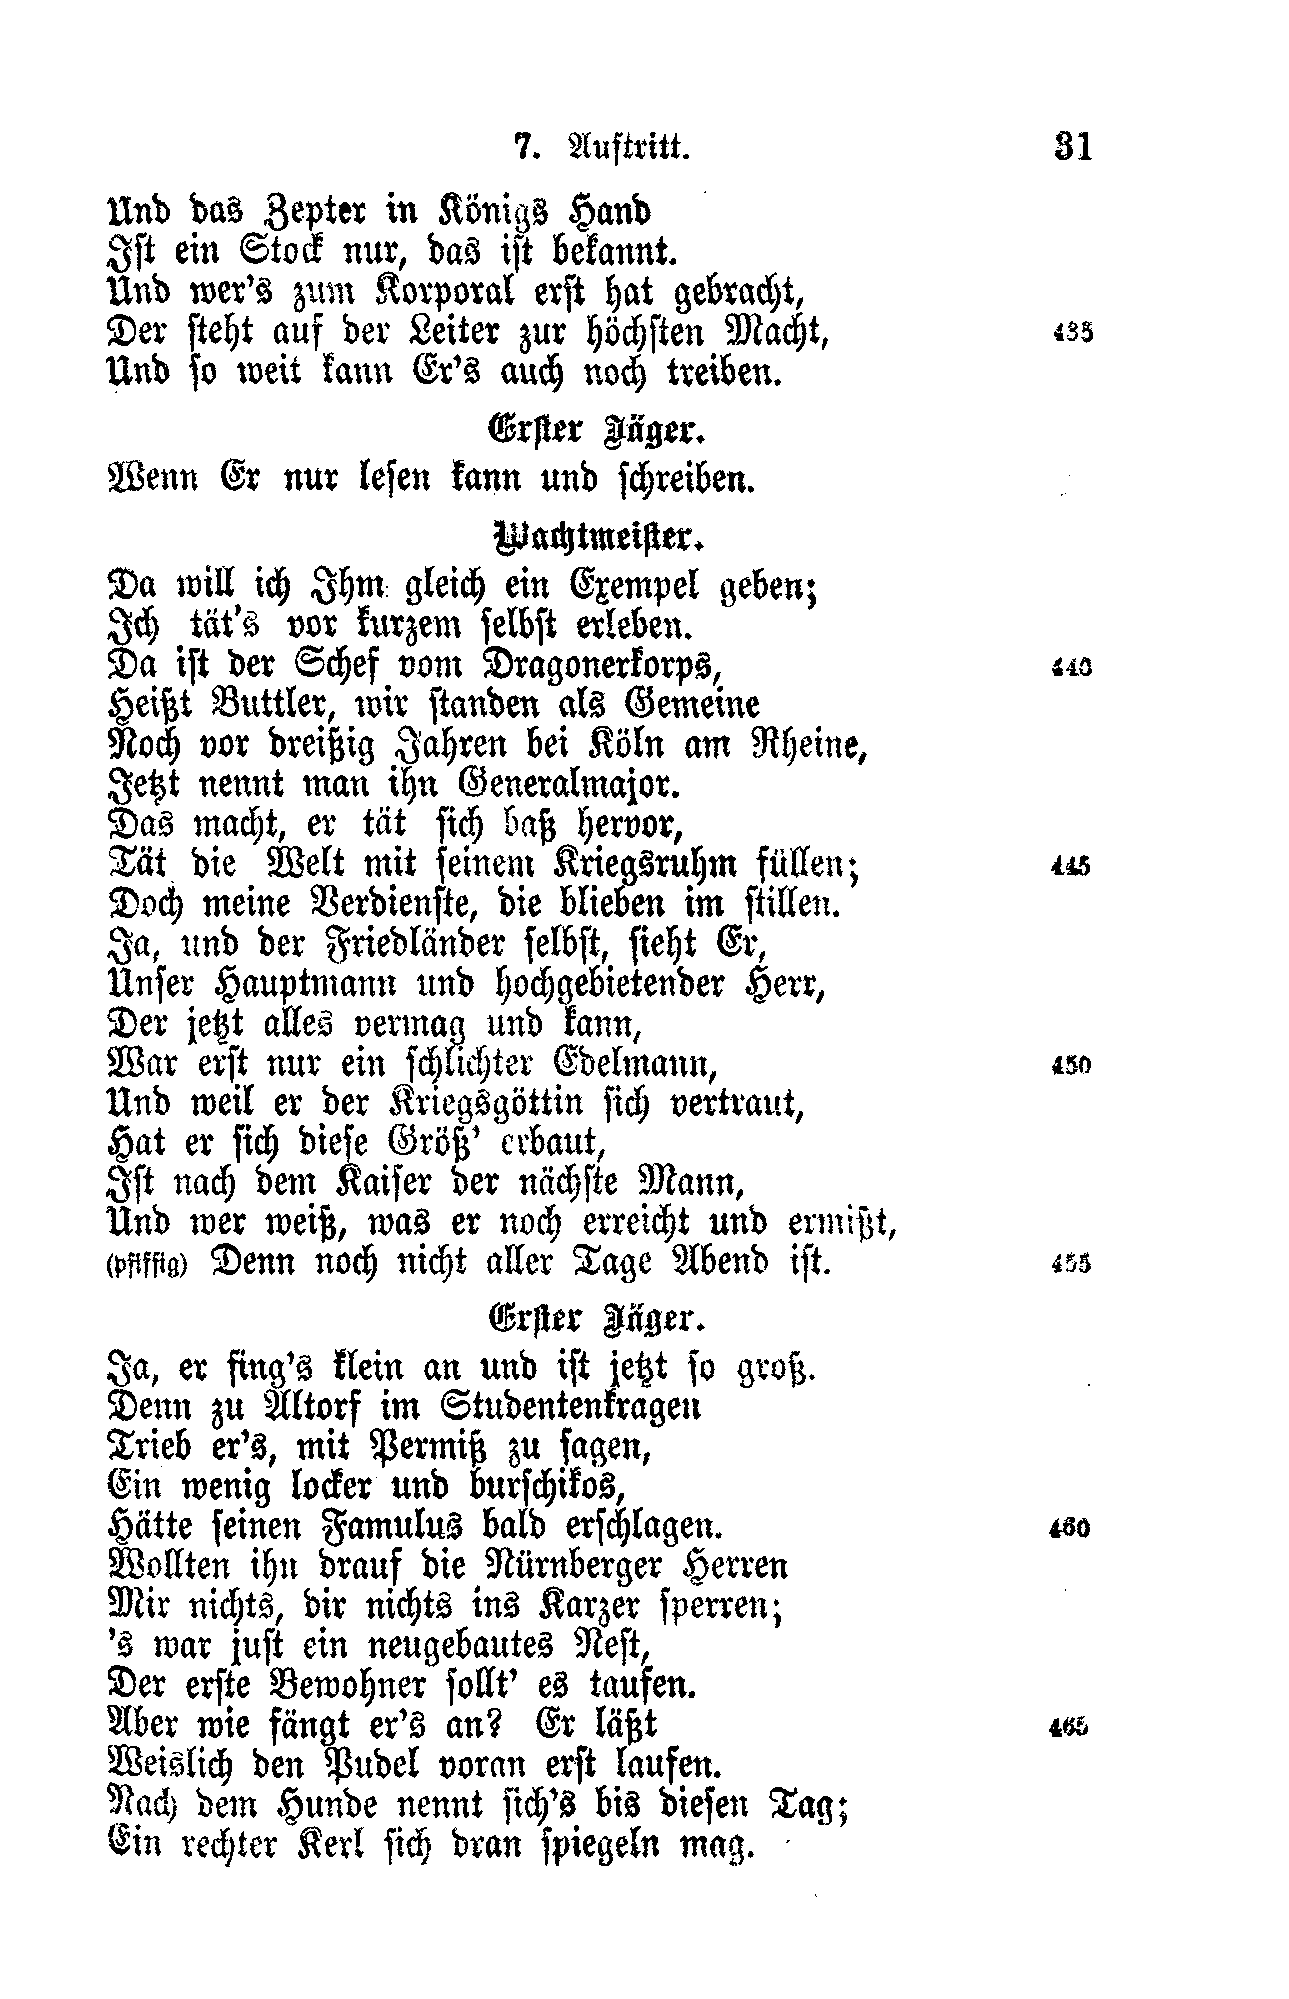 7. Auftritt. 31
Und das Zepter in Königs Hand
Ist ein Stock nur, das ist bekannt.
Und wer's zum Korporal erst hat gebracht,
Der steht auf der Leiter zur höchsten Macht, 435
Und so weit kann Er's auch noch treiben.
Erster Jäger.
Wenn Er nur lesen kann und schreiben.
Wachtmeister.
Da will ich Ihm gleich ein Exempel geben;
Ich tät's vor kurzem selbst erleben.
Da ist der Schef vom Dragonerkorps, 440
Heißt Buttler, wir standen als Gemeine
Noch vor dreißig Jahren bei Köln am Rheine,
Jetzt nennt man ihn Generalmajor.
Das macht, er tät sich baß hervor,
Tät die Welt mit seinem Kriegsruhm füllen; 445
Doch meine Verdienste, die blieben im stillen.
Ja, und der Friedländer selbst, sieht Er,
Unser Hauptmann und hochgebietender Herr,
Der jetzt alles vermag und kann,
War erst nur ein schlichter Edelmann, 450
Und weil er der Kriegsgöttin sich vertraut,
Hat er sich diese Größ' erbaut,
Ist nach dem Kaiser der nächste Mann,
Und wer weiß, was er noch erreicht und ermißt,
(pfiffig) Denn noch nicht aller Tage Abend ist. 455
Erster Jäger.
Ja, er fing's klein an und ist jetzt so groß.
Denn zu Altorf im Studentenkragen
Trieb er's, mit Permiß zu sagen,
Ein wenig locker und burschikos,
Hätte seinen Famulus bald erschlagen. 460
Wollten ihn drauf die Nürnberger Herren
Mir nichts, dir nichts ins Karzer sperren;
's war just ein neugebautes Nest,
Der erste Bewohner sollt' es taufen.
Aber wie fängt er's an? Er läßt 465
Weislich den Pudel voran erst laufen.
Nach dem Hunde nennt sich's bis diesen Tag;
Ein rechter Kerl sich dran spiegeln mag.